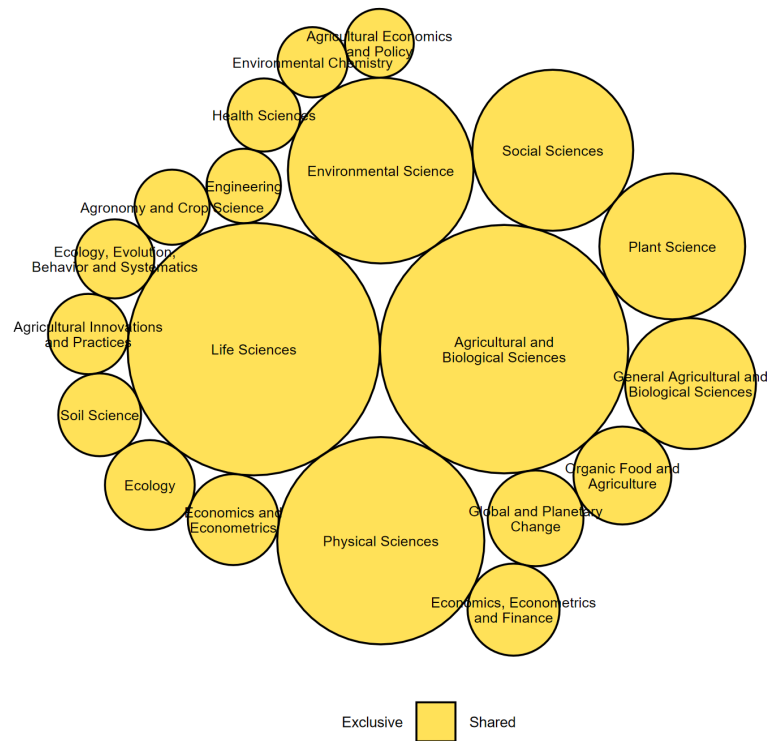 Agricultural Economics
and Policy
Environmental Chemistry
Health Sciences
Social Sciences
Environmental Science
Engineering
Agronomy and Crop Science
Plant Science
Ecology, Evolution,
Behavior and Systematics
Agricultural Innovations
and Practices
Life Sciences
Agricultural and
Biological Sciences
General Agricultural and
Biological Sciences
Soil Science
Organic Food and
Agriculture
Ecology
Economics and
Econometrics
Global and Planetary
Change
Physical Sciences
Economics, Econometrics
and Finance
Exclusive
Shared